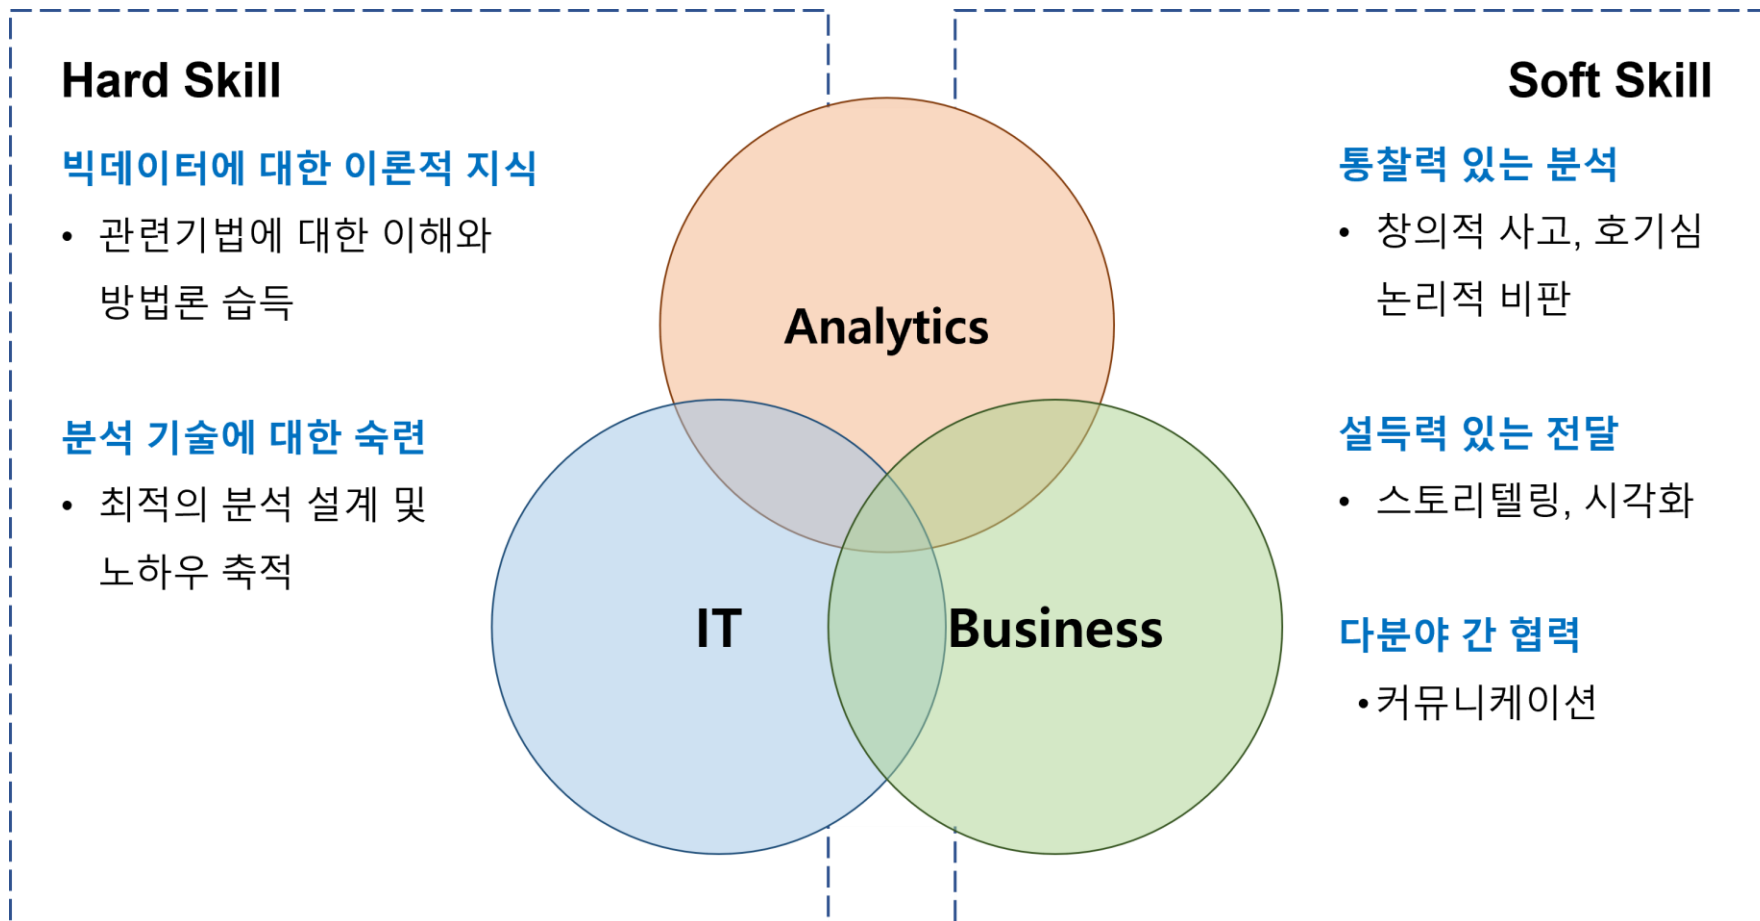 Hard Skill
빅데이터에 대한 이론적 지식
• 관련기법에 대한 이해와
방법론 습득
분석 기술에 대한 숙련
• 최적의 분석 설계 및
노하우 축적
Analytics
IT
Business
Soft Skill
통찰력 있는 분석
• 창의적 사고, 호기심
논리적 비판
설득력 있는 전달
• 스토리텔링, 시각화
다분야 간 협력
• 커뮤니케이션